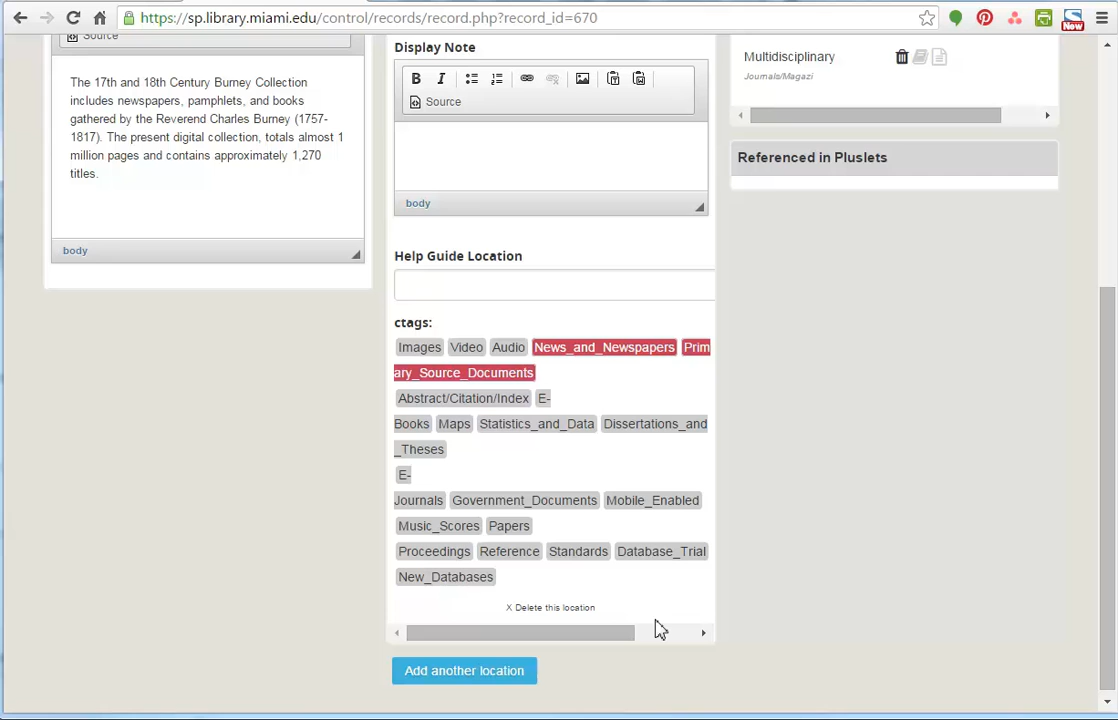 https://sp.library.miami.edu/control/records/record.php?record_id=670
New
Source
The 17th and 18th Century Burney Collection
includes newspapers, pamphlets, and books
gathered by the Reverend Charles Burney (1757-
1817). The present digital collection, totals almost 1
million pages and contains approximately 1,270
titles.
body
Display Note
B I
Source
body
Help Guide Location
ctags:
Images Video Audio News_and_Newspapers Prim
ary_Source_Documents
Abstract/Citation/Index E-
Books Maps Statistics_and_Data Dissertations_and
_Theses
E-
Journals Government_Documents Mobile_Enabled
Music_Scores Papers
Proceedings Reference Standards Database_Trial
New_Databases
X Delete this location
Add another location
Multidisciplinary
Journals/Magazi
Referenced in Pluslets